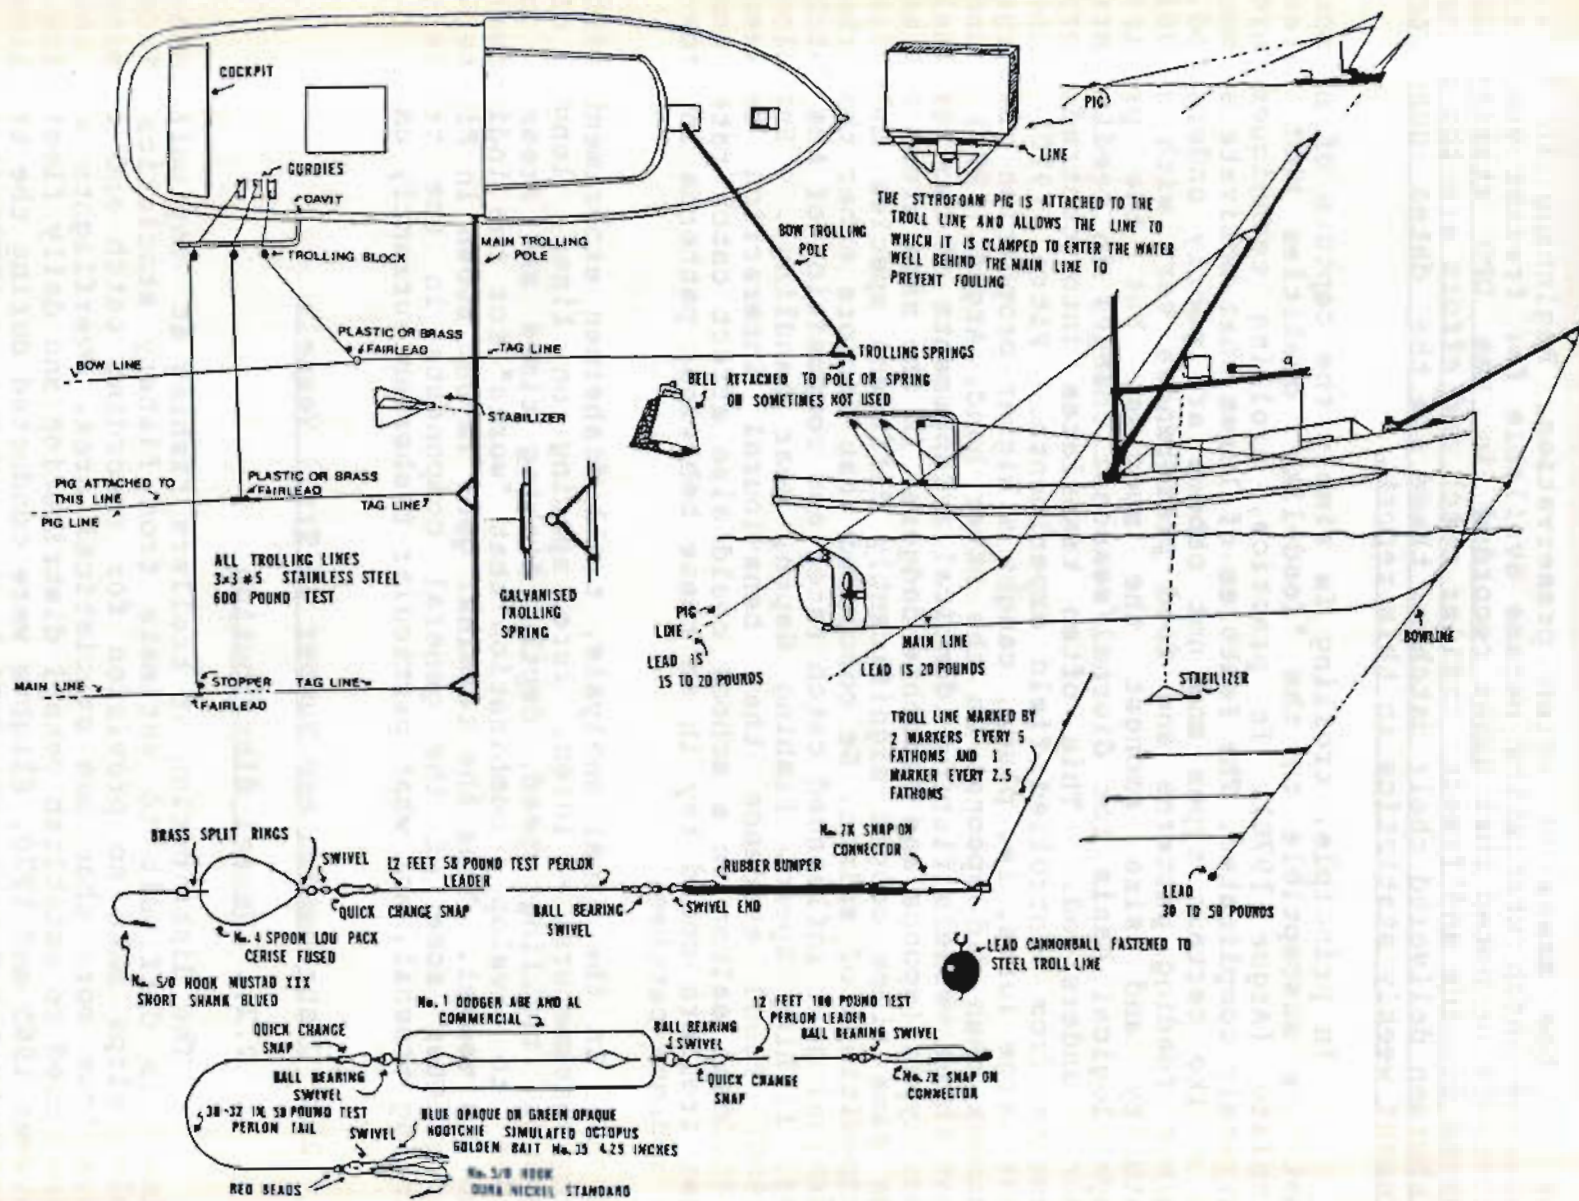 COCKPIT
GURDIES
DAVIT
TROLLING BLOCK
MAIN TROLLING
POLE
BOW TROLLING
POLE
PIG
LINE
THE STYROFOAM PIG IS ATTACHED TO THE
TROLL LINE AND ALLOWS THE LINE TO
WHICH IT IS CLAMPED TO ENTER THE WATER
WELL BEHIND THE MAIN LINE TO
PREVENT FOULING
PLASTIC OR BRASS
FAIRLEAD
TAG LINE
TROLLING SPRINGS
BOW LINE
BELL ATTACHED TO POLE OR SPRING
OR SOMETIMES NOT USED
STABILIZER
PIG ATTACHED TO
THIS LINE
PIG LINE
PLASTIC OR BRASS
FAIRLEAD
TAG LINE
ALL TROLLING LINES
3×3 #5 STAINLESS STEEL
600 POUND TEST
GALVANISED
TROLLING
SPRING
PIG
LINE
LEAD IS
15 TO 20 POUNDS
MAIN LINE
LEAD IS 20 POUNDS
BOWLINE
STABILIZER
MAIN LINE
STOPPER
TAG LINE
FAIRLEAD
TROLL LINE MARKED BY
2 MARKERS EVERY 5
FATHOMS AND 1
MARKER EVERY 2.5
FATHOMS
LEAD
30 TO 50 POUNDS
BRASS SPLIT RINGS
SWIVEL
12 FEET 58 POUND TEST PERLON
LEADER
RUBBER BUMPER
No. 7X SNAP ON
CONNECTOR
QUICK CHANGE SNAP
BALL BEARING
SWIVEL
SWIVEL END
No. 4 SPOON LOU PACK
CERISE FUSED
No. 5/0 HOOK MUSTAD XXX
SHORT SHANK BLUED
LEAD CANNONBALL FASTENED TO
STEEL TROLL LINE
No. 1 DODGER ABE AND AL
COMMERCIAL
QUICK CHANGE
SNAP
BALL BEARING
SWIVEL
BALL BEARING
SWIVEL
12 FEET 100 POUND TEST
PERLON LEADER
BALL BEARING SWIVEL
QUICK CHANGE
SNAP
No. 7X SNAP ON
CONNECTOR
30-32 IN. 58 POUND TEST
PERLON TAIL
SWIVEL
BLUE OPAQUE OR GREEN OPAQUE
HOOTCHIE SIMULATED OCTOPUS
GOLDEN BAIT No. 35 4.25 INCHES
RED BEADS
No. 5/0 HOOK
DURA NICKEL STANDARD